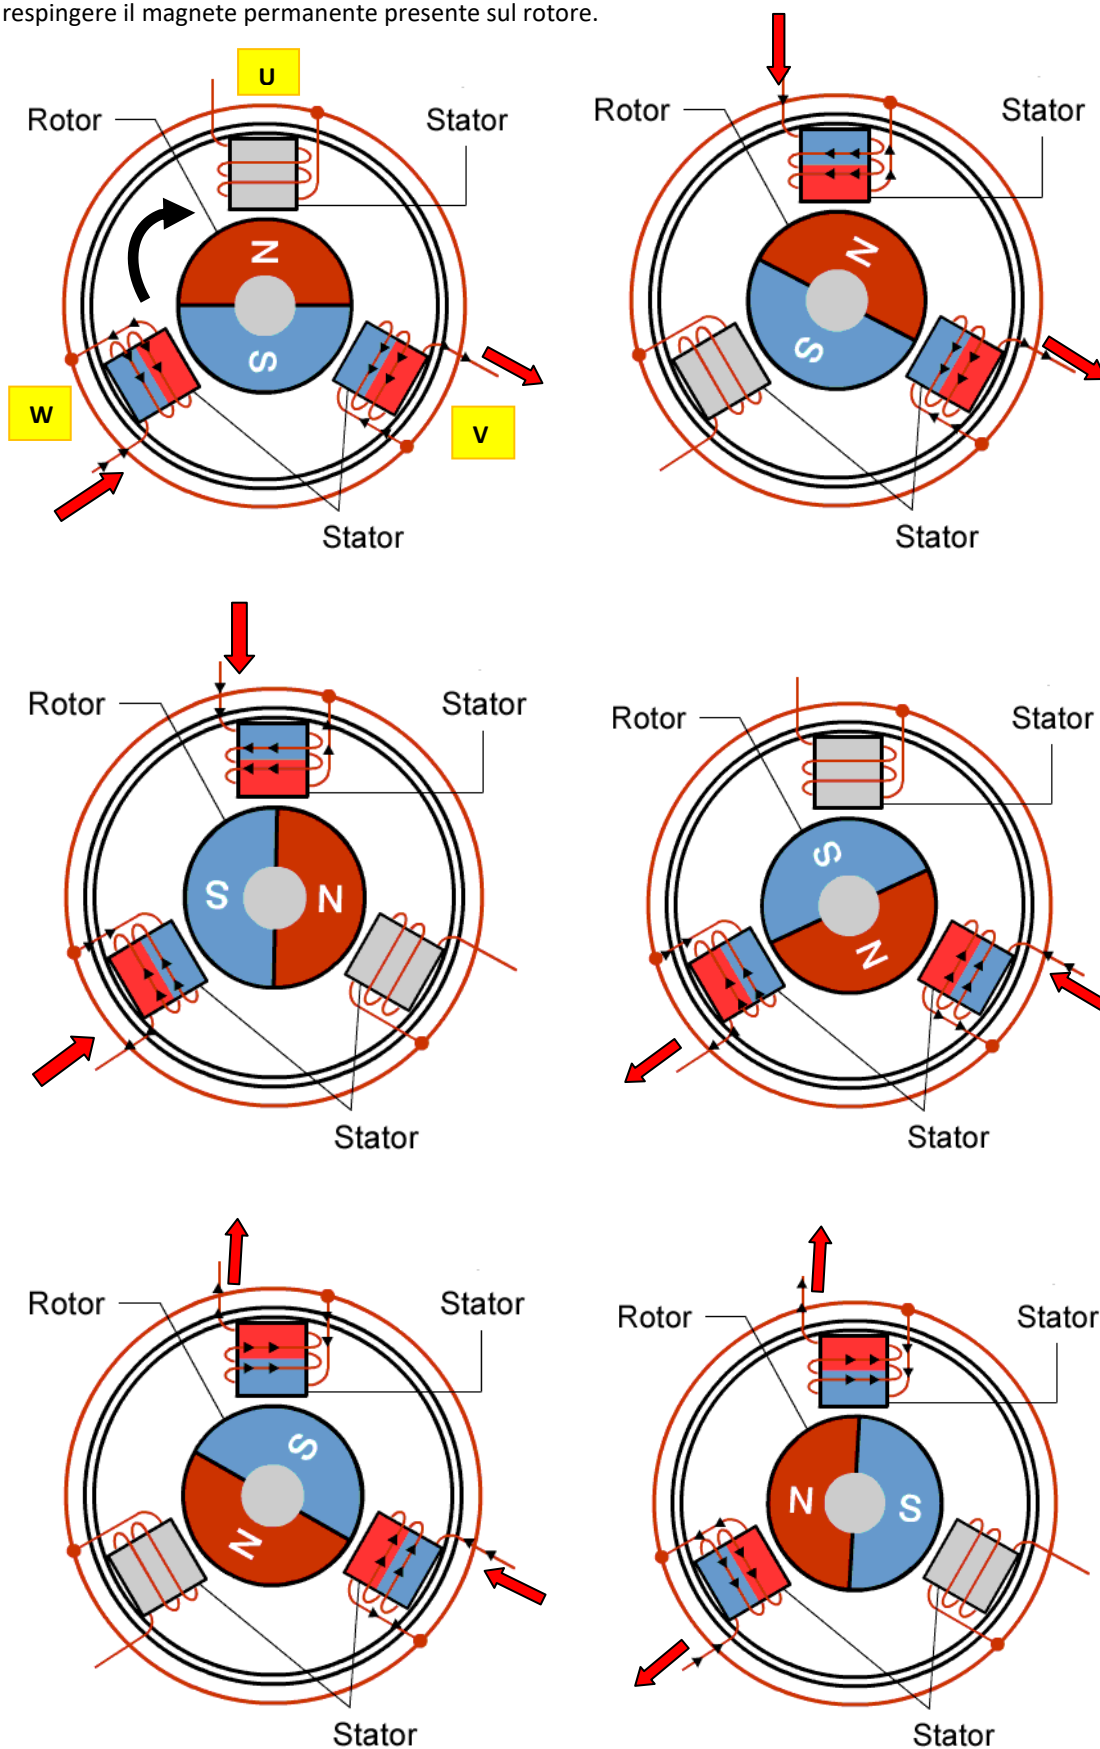 respingere il magnete permanente presente sul rotore.
U
Rotor
Stator
N
S
W
V
Stator
Rotor
Stator
N
S
Stator
Rotor
Stator
S
N
Stator
Rotor
Stator
S
N
Stator
Rotor
Stator
S
N
Stator
Rotor
Stator
N
S
Stator